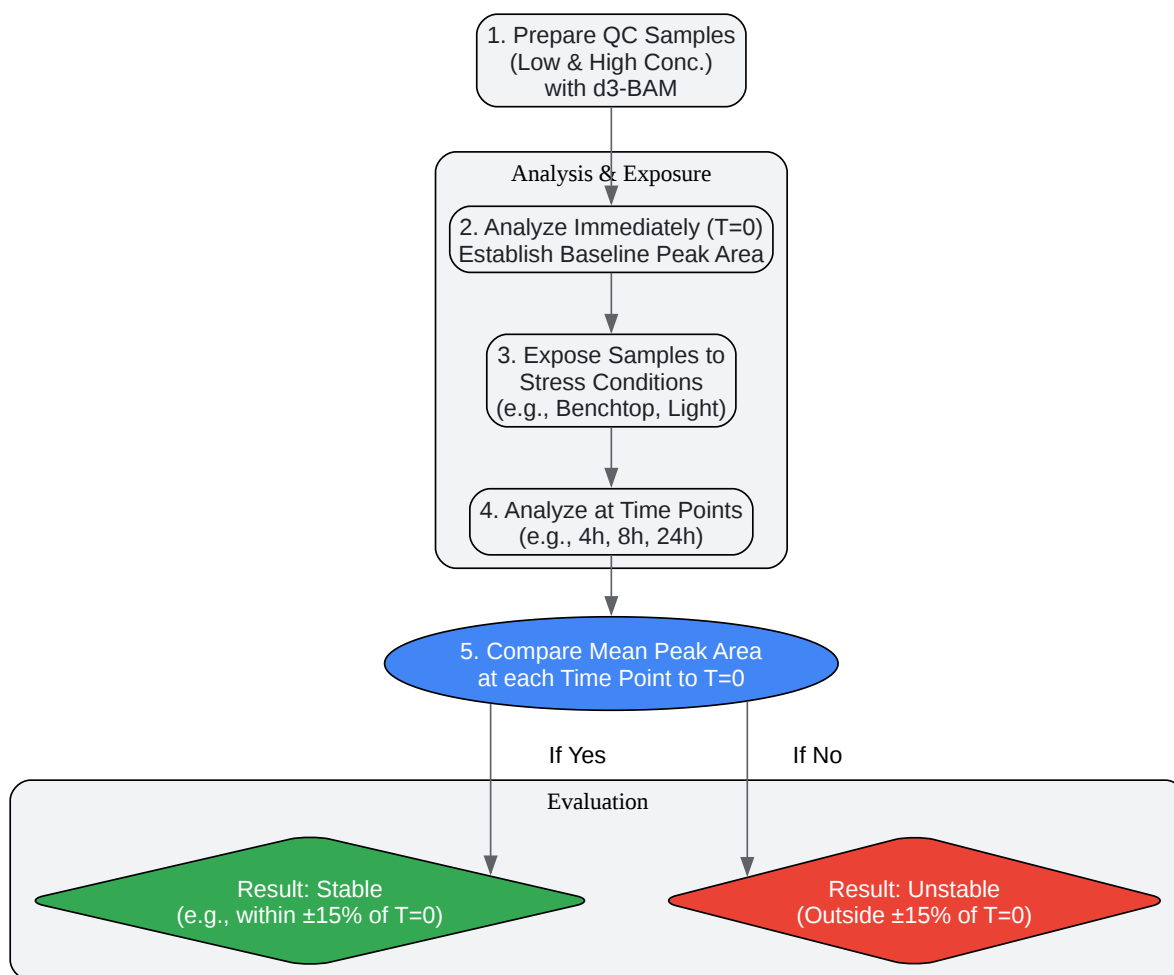 1. Prepare QC Samples
(Low & High Conc.)
with d3-BAM
Analysis & Exposure
2. Analyze Immediately (T=0)
Establish Baseline Peak Area
3. Expose Samples to
Stress Conditions
(e.g., Benchtop, Light)
4. Analyze at Time Points
(e.g., 4h, 8h, 24h)
5. Compare Mean Peak Area
at each Time Point to T=0
If Yes
If No
Evaluation
Result: Stable
(e.g., within ±15% of T=0)
Result: Unstable
(Outside ±15% of T=0)